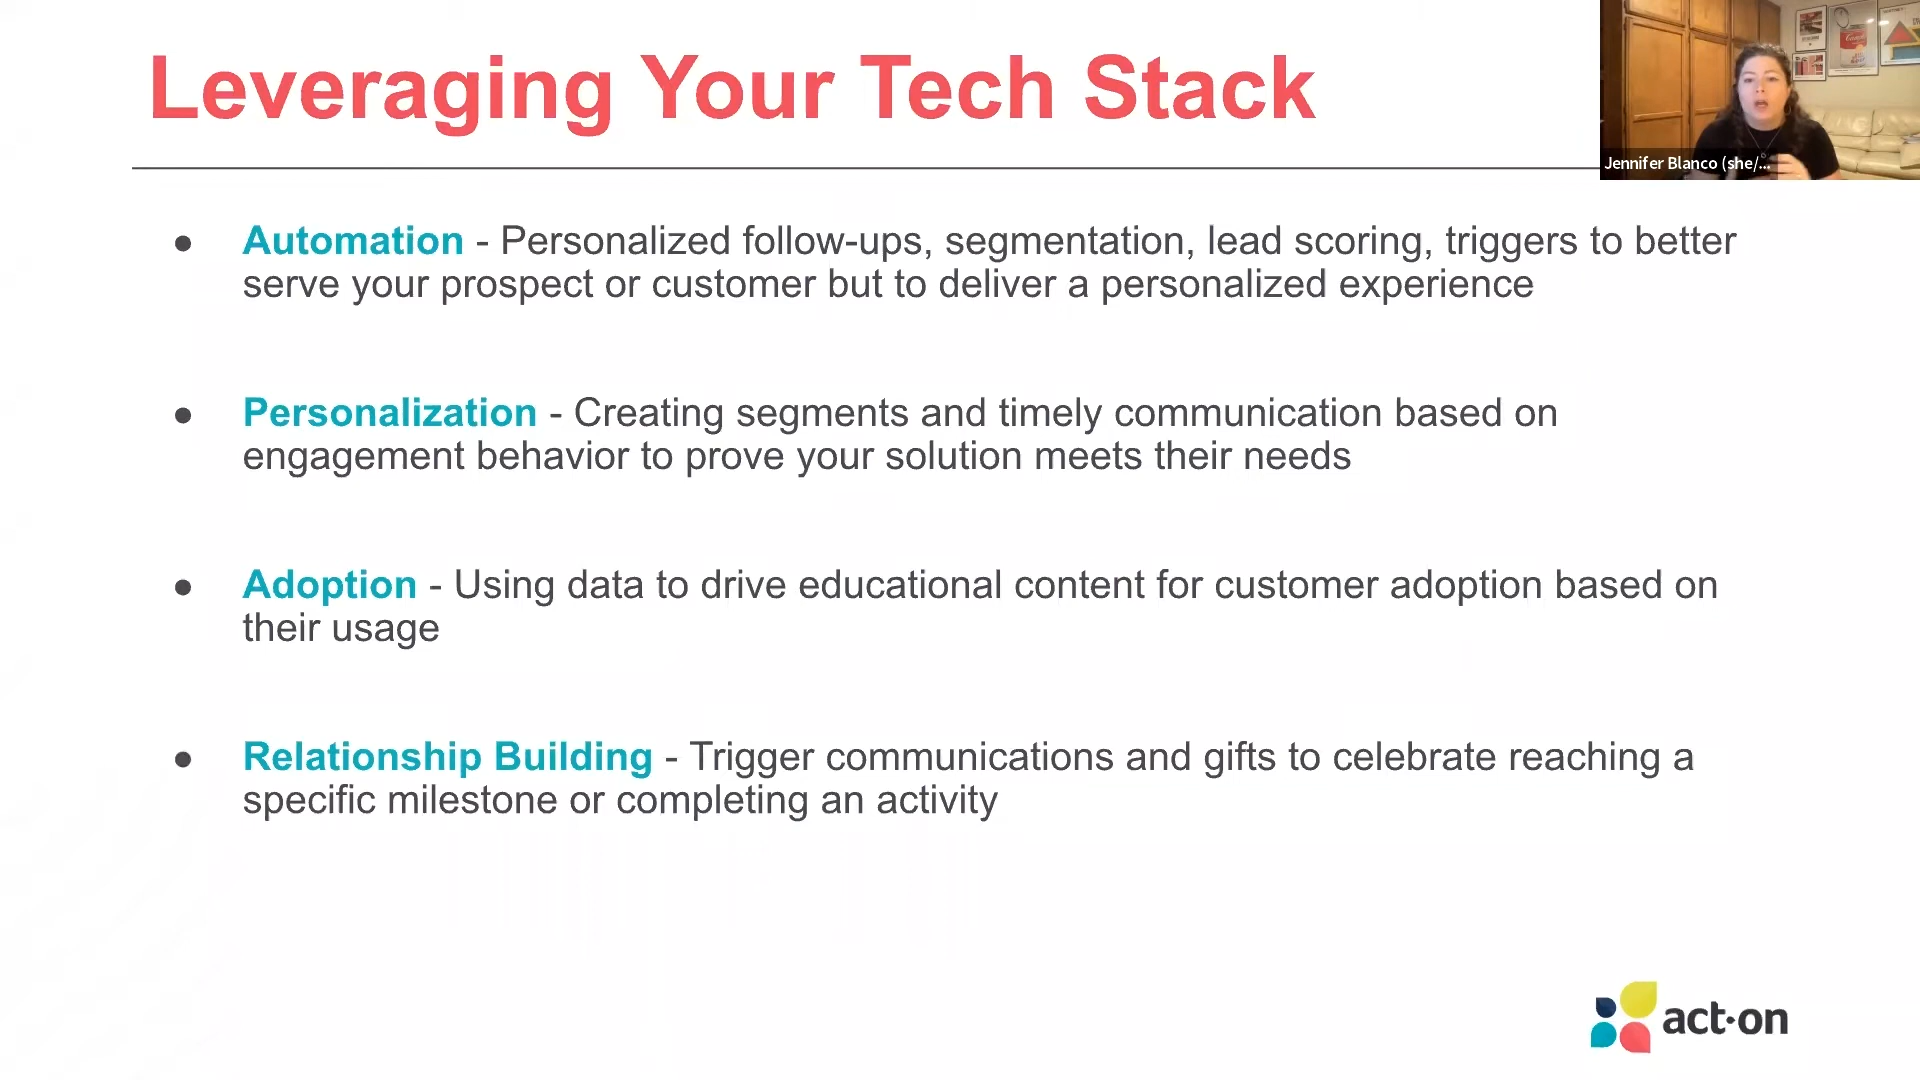 Leveraging Your Tech Stack
Jennifer Blanco (she/...
● Automation - Personalized follow-ups, segmentation, lead scoring, triggers to better
serve your prospect or customer but to deliver a personalized experience
● Personalization - Creating segments and timely communication based on
engagement behavior to prove your solution meets their needs
● Adoption - Using data to drive educational content for customer adoption based on
their usage
● Relationship Building - Trigger communications and gifts to celebrate reaching a
specific milestone or completing an activity
act-on